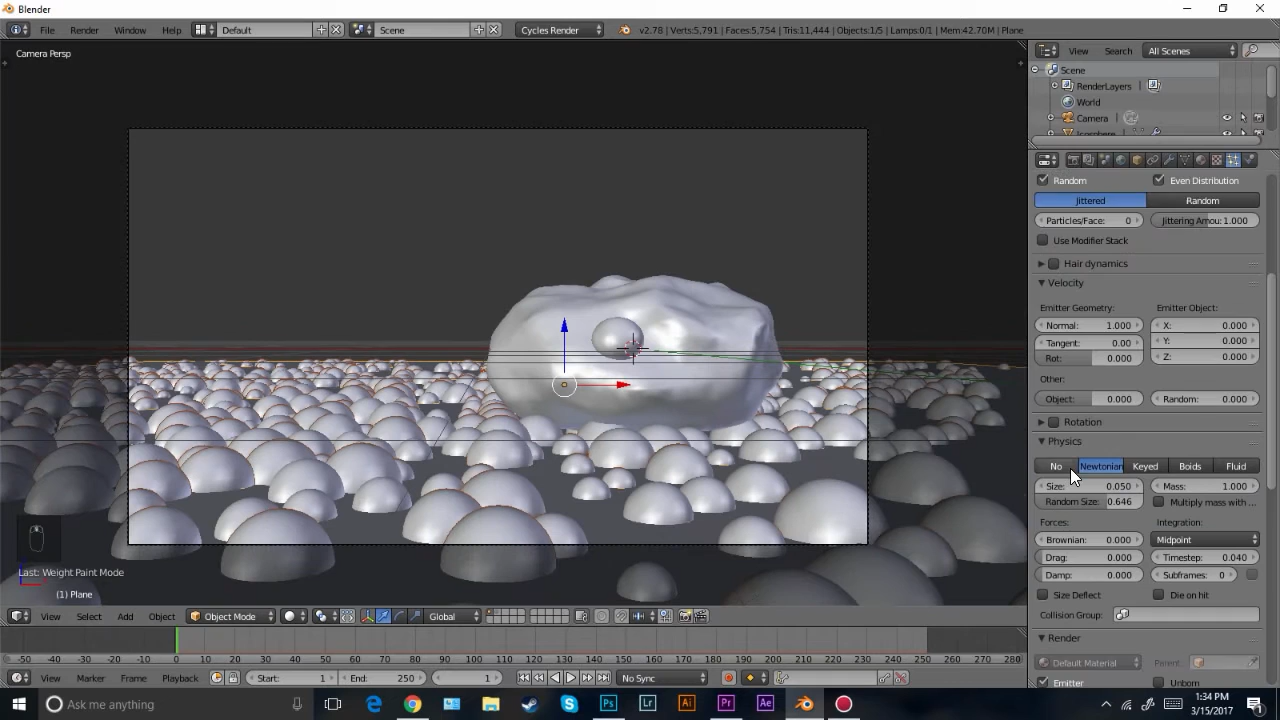 Blender
File Render Window Help Default Scene Cycles Render v2.78 | Verts:5,791 | Faces:5,754 | Tris:11,444 | Objects:1/5 | Lamps:0/1 | Mem:42.70M | Plane
View Search All Scenes
Camera Persp
Scene
RenderLayers
World
Camera
Icosphere
Random Even Distribution
Jittered Random
Particles/Face: 0 Jittering Amou: 1.000
Use Modifier Stack
Hair dynamics
Velocity
Emitter Geometry: Emitter Object:
Normal: 1.000 X: 0.000
Tangent: 0.00 Y: 0.000
Rot: 0.000 Z: 0.000
Other:
Object: 0.000 Random: 0.000
Rotation
Physics
No Newtonian Keyed Boids Fluid
Size: 0.050 Mass: 1.000
Random Size: 0.646 Multiply mass with ...
Forces: Integration:
Brownian: 0.000 Midpoint
Drag: 0.000 Timestep: 0.040
Damp: 0.000 Subframes: 0
Size Deflect Die on hit
Collision Group:
Render
Default Material Parent:
Emitter Unborn
Last: Weight Paint Mode
(1) Plane
View Select Add Object Object Mode Global
-50 -40 -30 -20 -10 0 10 20 30 40 50 60 70 80 90 100 110 120 130 140 150 160 170 180 190 200 210 220 230 240 250 260 270 280
View Marker Frame Playback Start: 1 End: 250 1 No Sync
Ask me anything
Ps Lr Ai Pr Ae
1:34 PM
3/15/2017